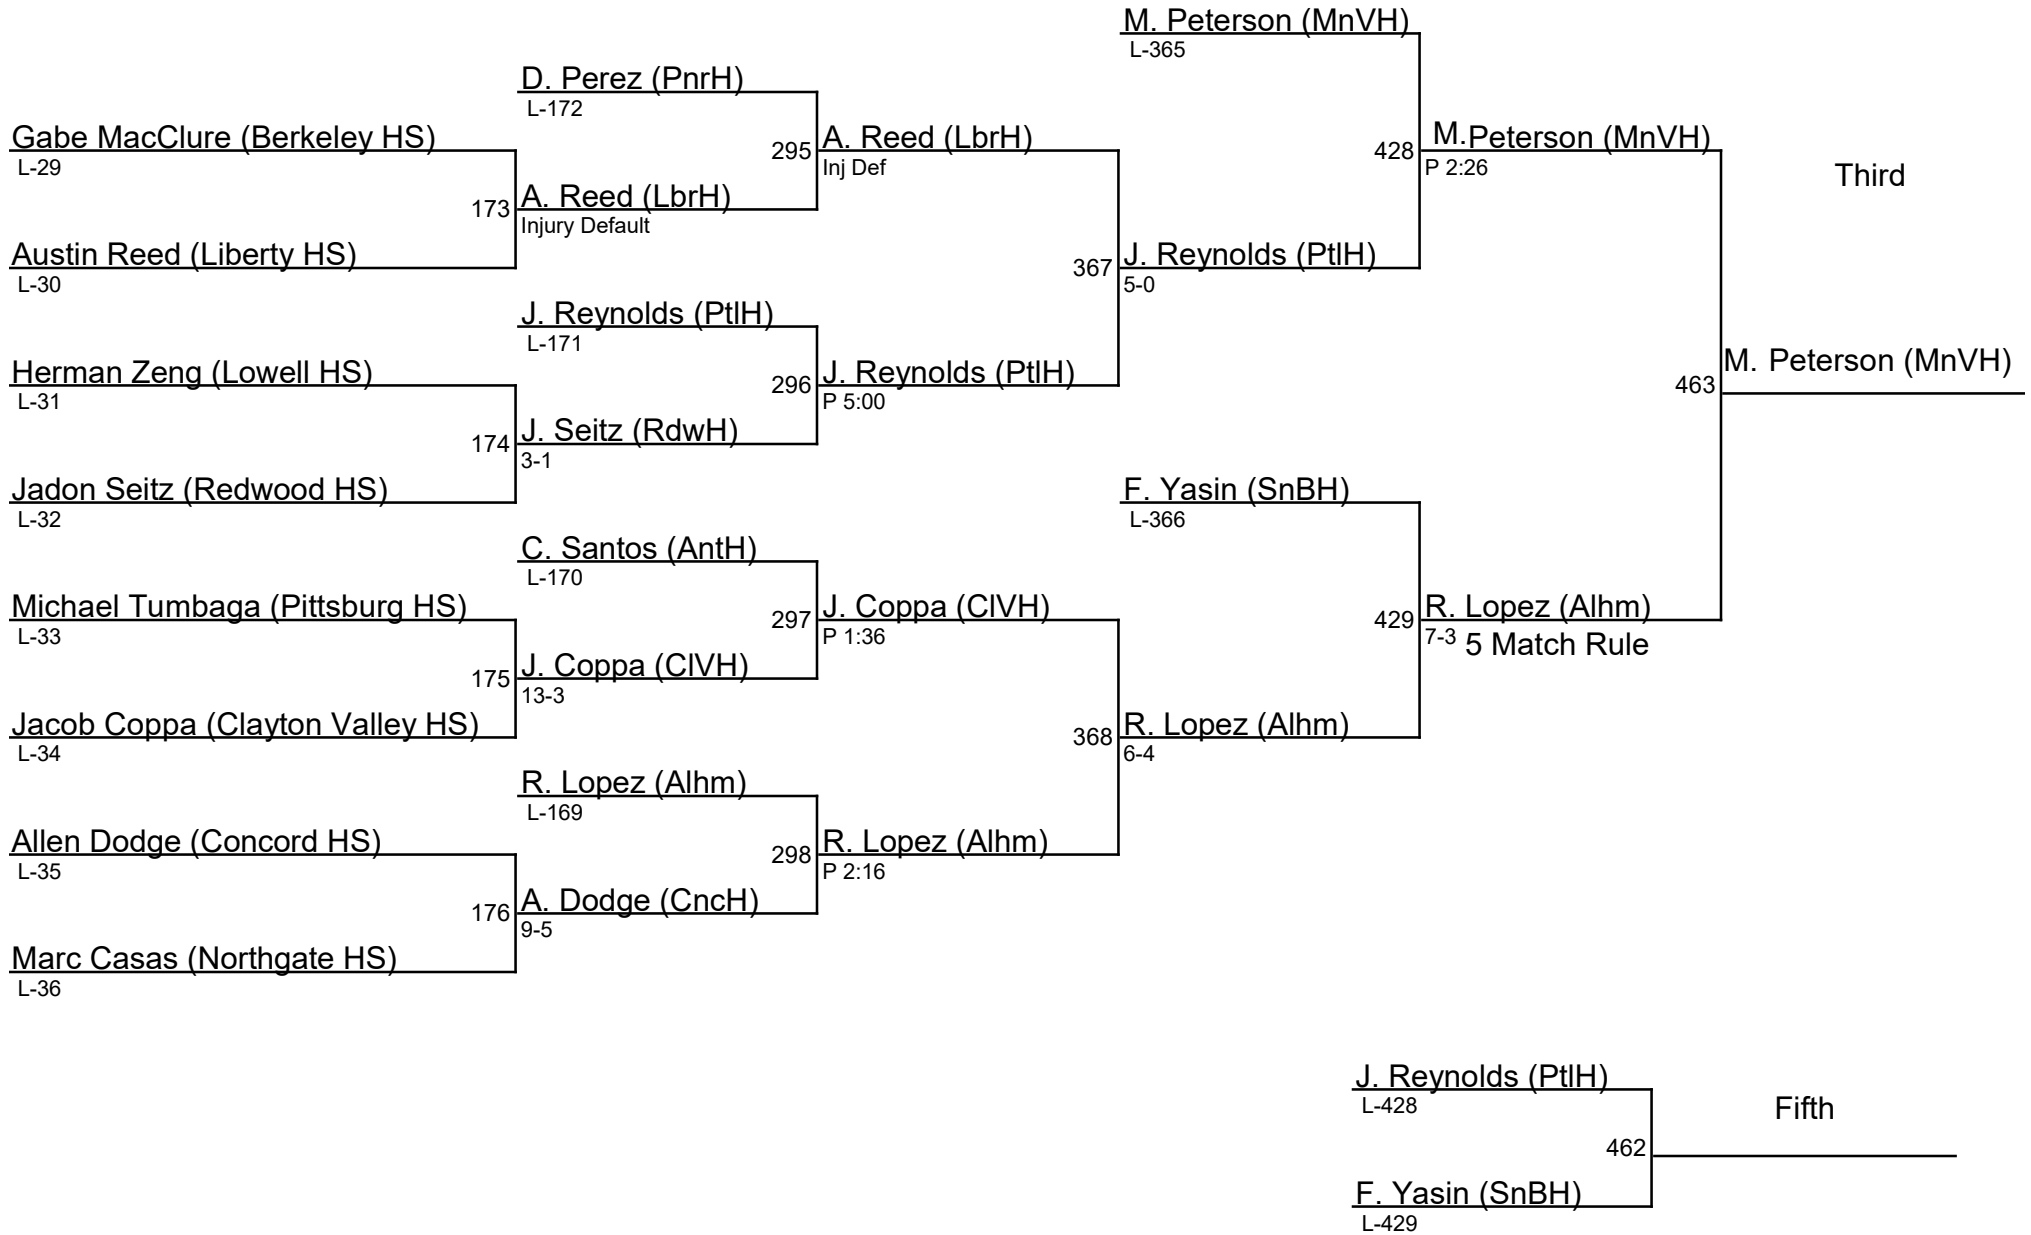 M. Peterson (MnVH)
L-365
D. Perez (PnrH)
L-172
Gabe MacClure (Berkeley HS)
L-29
295
A. Reed (LbrH)
Inj Def
428
M. Peterson (MnVH)
P 2:26
Third
173
A. Reed (LbrH)
Injury Default
Austin Reed (Liberty HS)
L-30
367
J. Reynolds (PtlH)
5-0
J. Reynolds (PtlH)
L-171
Herman Zeng (Lowell HS)
L-31
296
J. Reynolds (PtlH)
P 5:00
463
M. Peterson (MnVH)
174
J. Seitz (RdwH)
3-1
Jadon Seitz (Redwood HS)
L-32
F. Yasin (SnBH)
L-366
C. Santos (AntH)
L-170
Michael Tumbaga (Pittsburg HS)
L-33
297
J. Coppa (ClVH)
P 1:36
429
R. Lopez (Alhm)
7-3 5 Match Rule
175
J. Coppa (ClVH)
13-3
Jacob Coppa (Clayton Valley HS)
L-34
368
R. Lopez (Alhm)
6-4
R. Lopez (Alhm)
L-169
Allen Dodge (Concord HS)
L-35
298
R. Lopez (Alhm)
P 2:16
176
A. Dodge (CncH)
9-5
Marc Casas (Northgate HS)
L-36
J. Reynolds (PtlH)
L-428
Fifth
462
F. Yasin (SnBH)
L-429